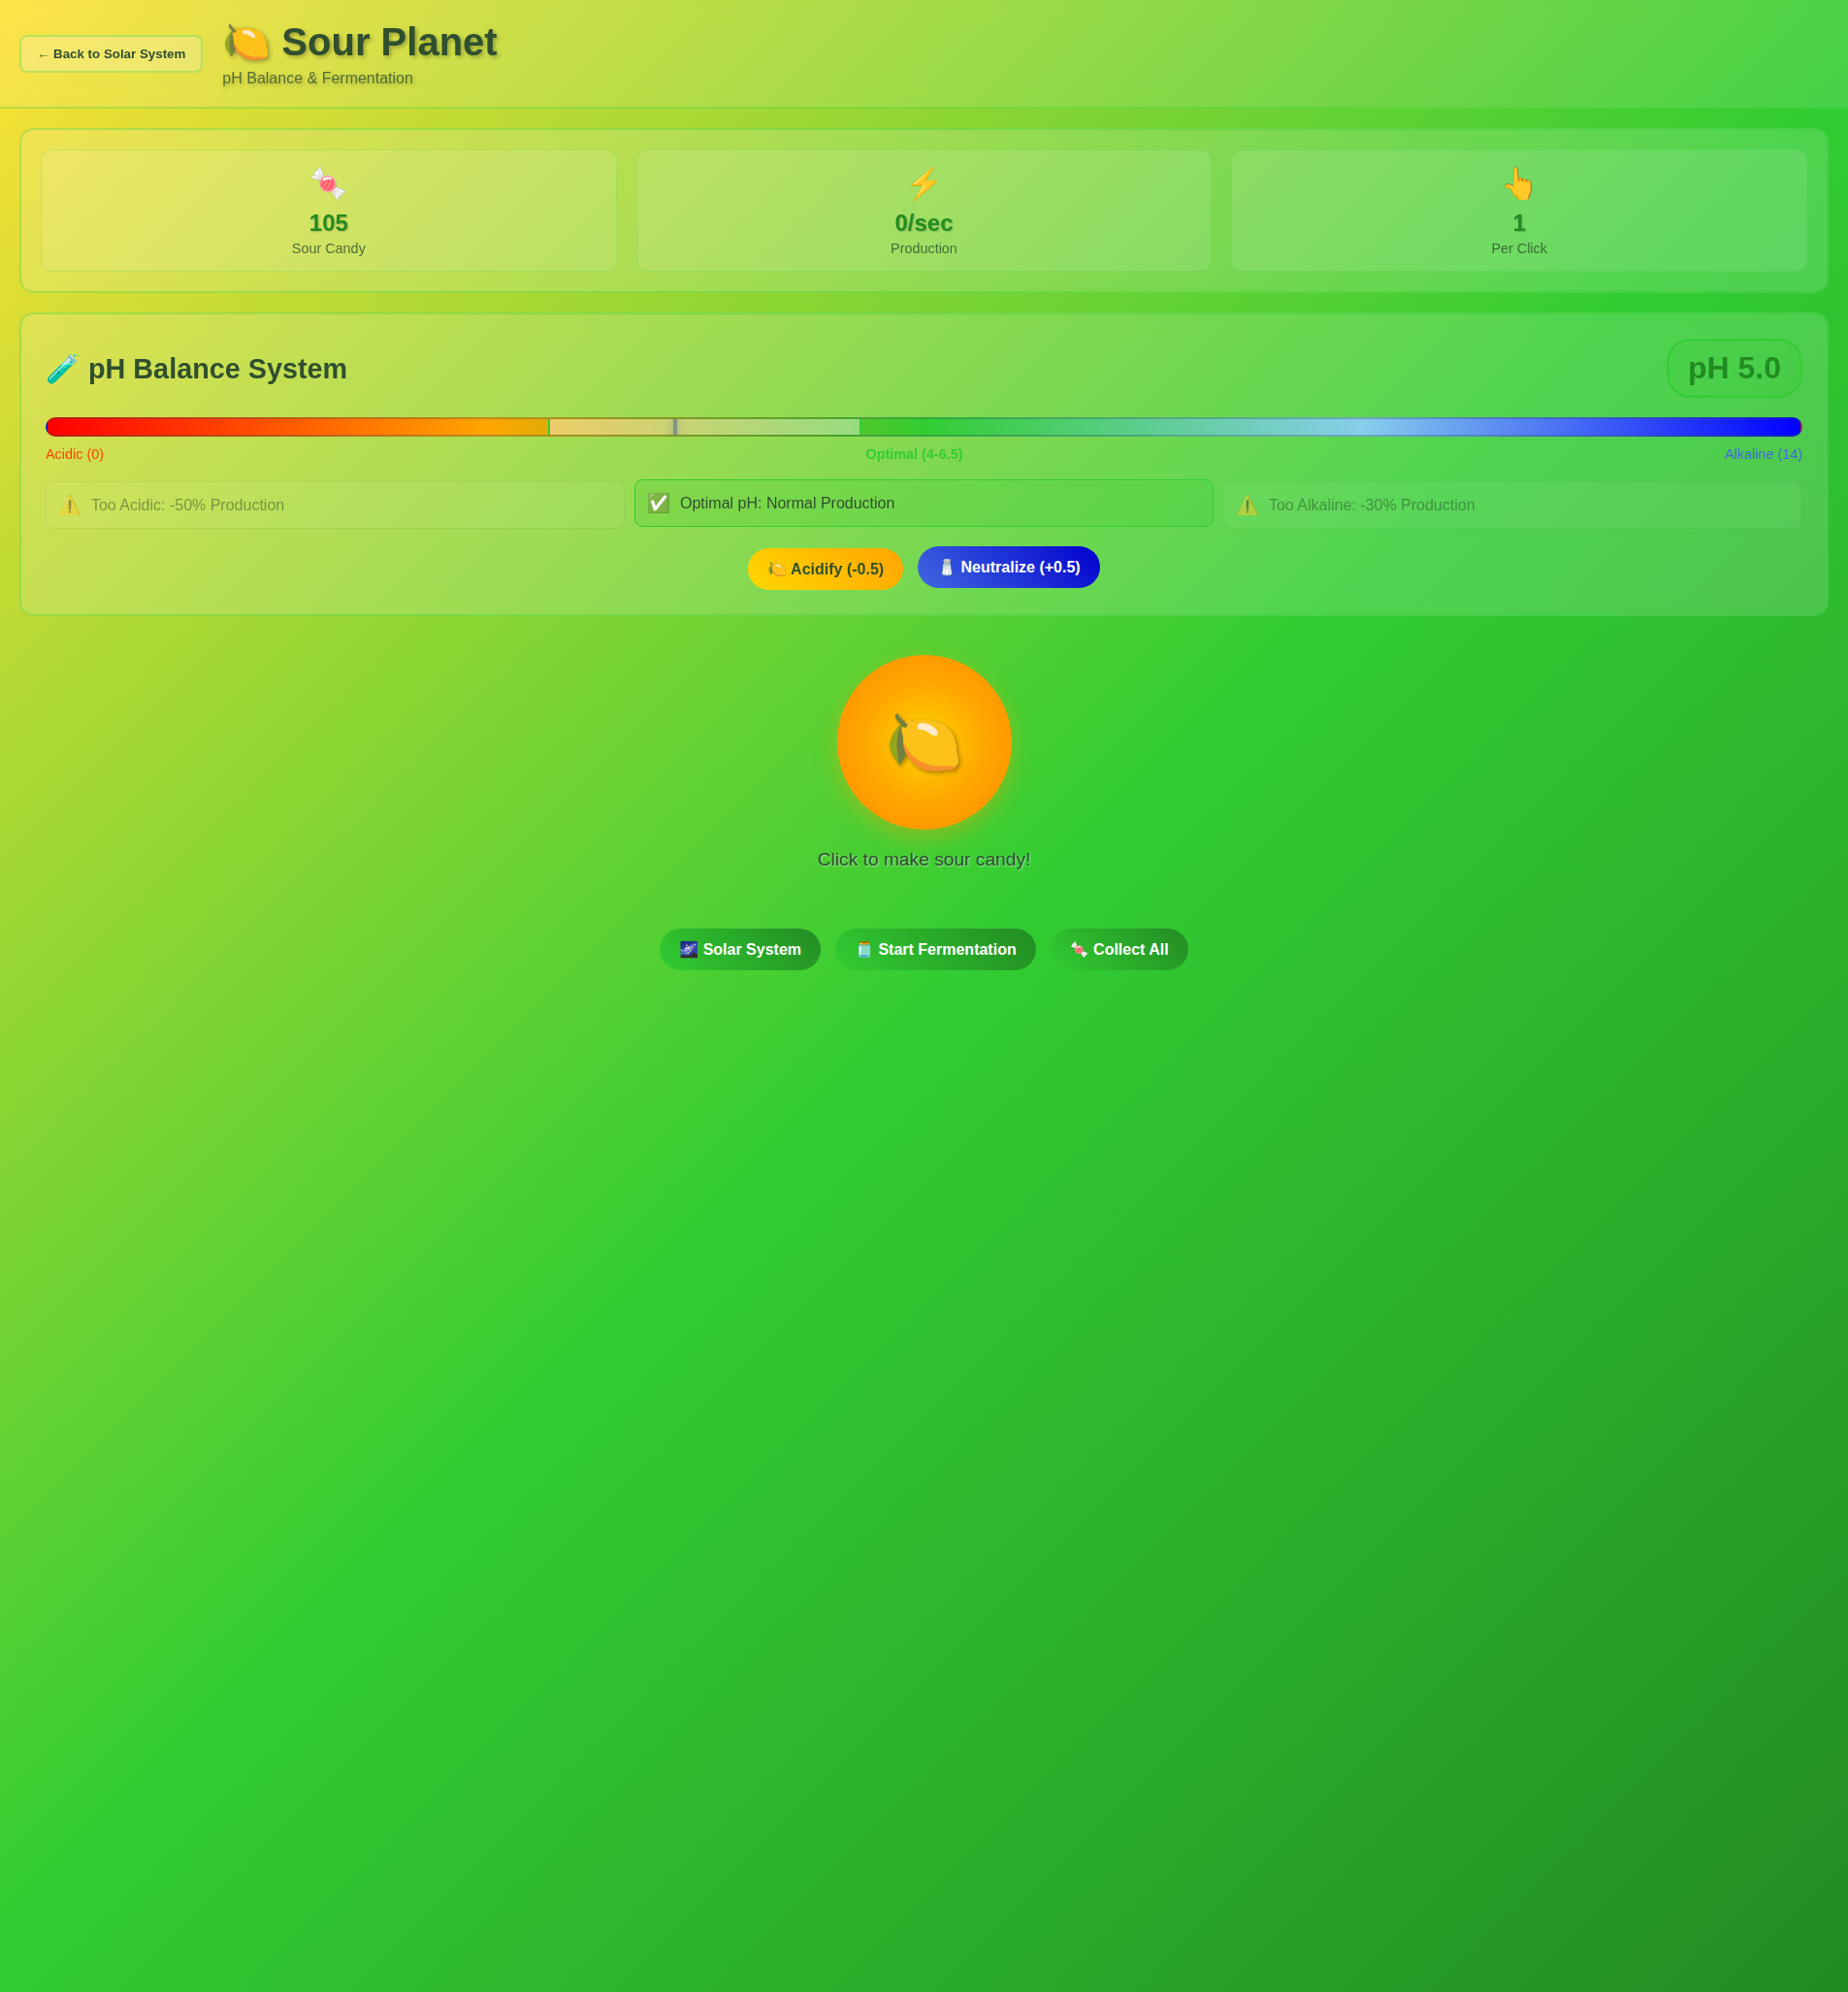 ← Back to Solar System
🍋 Sour Planet
pH Balance & Fermentation
🍬
105
Sour Candy
⚡
0/sec
Production
👆
1
Per Click
🧪 pH Balance System
pH 5.0
Acidic (0)
Optimal (4-6.5)
Alkaline (14)
⚠️ Too Acidic: -50% Production
✅ Optimal pH: Normal Production
⚠️ Too Alkaline: -30% Production
🍋 Acidify (-0.5)
🧂 Neutralize (+0.5)
🍋
Click to make sour candy!
🌌 Solar System
🫙 Start Fermentation
🍬 Collect All